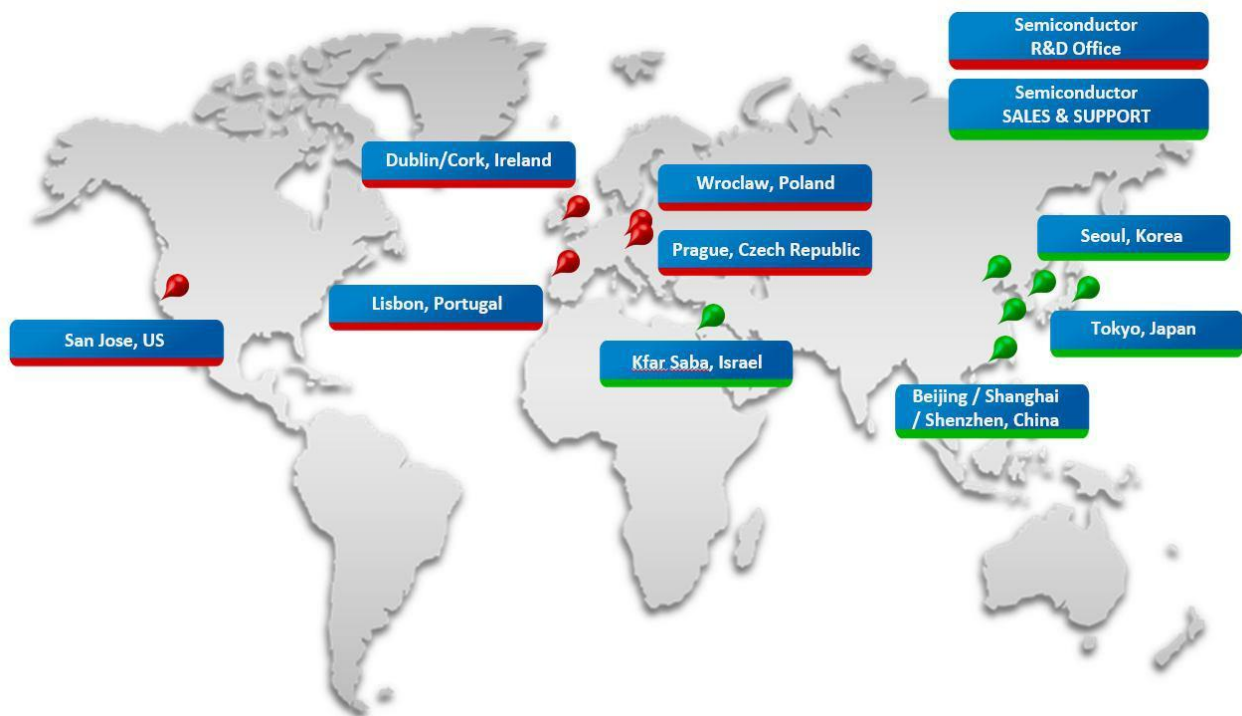 Semiconductor
R&D Office
Semiconductor
SALES & SUPPORT
Dublin/Cork, Ireland
Wroclaw, Poland
Seoul, Korea
Prague, Czech Republic
Lisbon, Portugal
San Jose, US
Tokyo, Japan
Kfar Saba, Israel
Beijing / Shanghai
/ Shenzhen, China